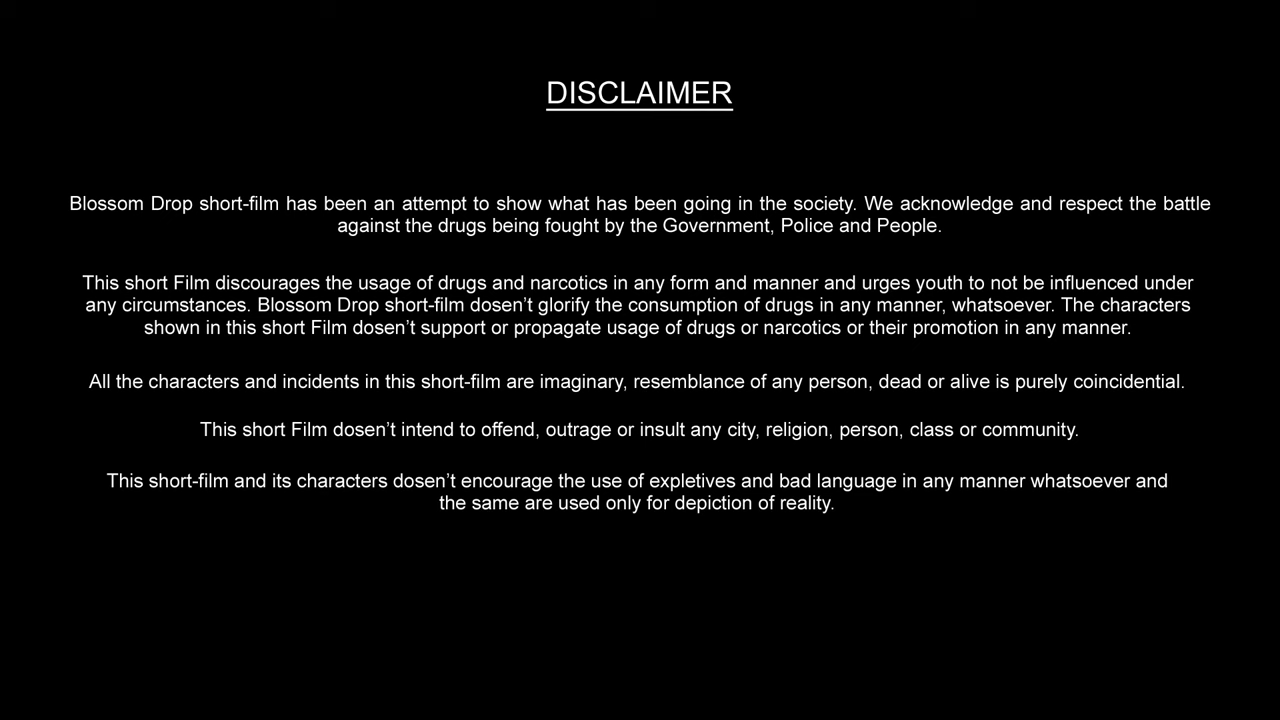 DISCLAIMER
Blossom Drop short-film has been an attempt to show what has been going in the society. We acknowledge and respect the battle
against the drugs being fought by the Government, Police and People.
This short Film discourages the usage of drugs and narcotics in any form and manner and urges youth to not be influenced under
any circumstances. Blossom Drop short-film dosen’t glorify the consumption of drugs in any manner, whatsoever. The characters
shown in this short Film dosen’t support or propagate usage of drugs or narcotics or their promotion in any manner.
All the characters and incidents in this short-film are imaginary, resemblance of any person, dead or alive is purely coincidential.
This short Film dosen’t intend to offend, outrage or insult any city, religion, person, class or community.
This short-film and its characters dosen’t encourage the use of expletives and bad language in any manner whatsoever and
the same are used only for depiction of reality.